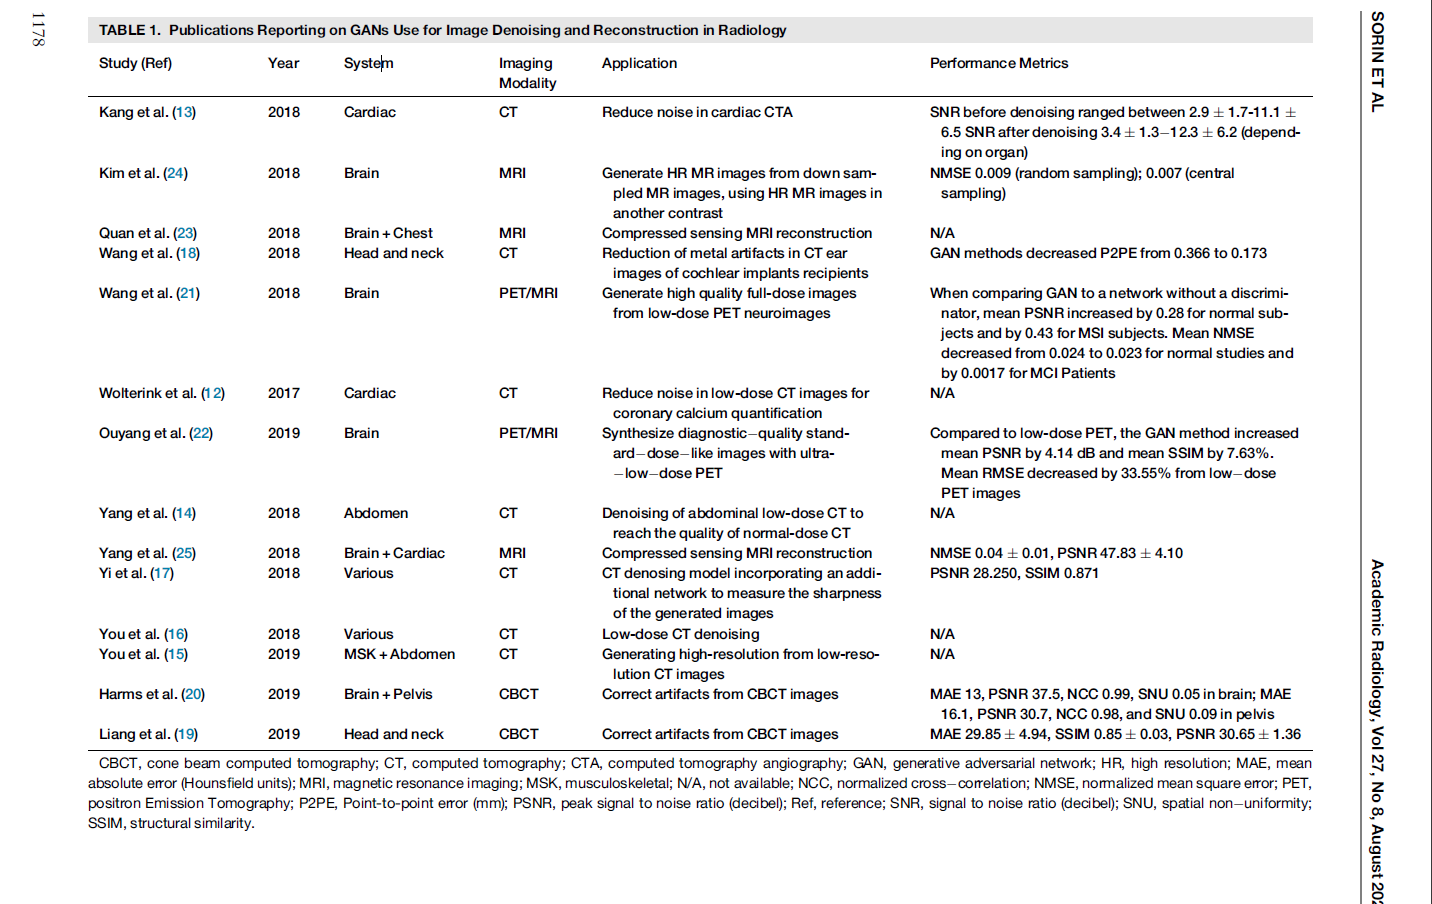 1178
TABLE 1. Publications Reporting on GANs Use for Image Denoising and Reconstruction in Radiology
Study (Ref) Year System Imaging Modality Application Performance Metrics
Kang et al. (13) 2018 Cardiac CT Reduce noise in cardiac CTA SNR before denoising ranged between 2.9 ± 1.7-11.1 ±
6.5 SNR after denoising 3.4 ± 1.3−12.3 ± 6.2 (depend-
ing on organ)
Kim et al. (24) 2018 Brain MRI Generate HR MR images from down sam- NMSE 0.009 (random sampling); 0.007 (central
pled MR images, using HR MR images in sampling)
another contrast
Quan et al. (23) 2018 Brain + Chest MRI Compressed sensing MRI reconstruction N/A
Wang et al. (18) 2018 Head and neck CT Reduction of metal artifacts in CT ear GAN methods decreased P2PE from 0.366 to 0.173
images of cochlear implants recipients
Wang et al. (21) 2018 Brain PET/MRI Generate high quality full-dose images When comparing GAN to a network without a discrimi-
from low-dose PET neuroimages nator, mean PSNR increased by 0.28 for normal sub-
jects and by 0.43 for MSI subjects. Mean NMSE
decreased from 0.024 to 0.023 for normal studies and
by 0.0017 for MCI Patients
Wolterink et al. (12) 2017 Cardiac CT Reduce noise in low-dose CT images for N/A
coronary calcium quantification
Ouyang et al. (22) 2019 Brain PET/MRI Synthesize diagnostic−quality stand- Compared to low-dose PET, the GAN method increased
ard−dose−like images with ultra- mean PSNR by 4.14 dB and mean SSIM by 7.63%.
−low−dose PET Mean RMSE decreased by 33.55% from low−dose
PET images
Yang et al. (14) 2018 Abdomen CT Denoising of abdominal low-dose CT to N/A
reach the quality of normal-dose CT
Yang et al. (25) 2018 Brain + Cardiac MRI Compressed sensing MRI reconstruction NMSE 0.04 ± 0.01, PSNR 47.83 ± 4.10
Yi et al. (17) 2018 Various CT CT denosing model incorporating an addi- PSNR 28.250, SSIM 0.871
tional network to measure the sharpness
of the generated images
You et al. (16) 2018 Various CT Low-dose CT denoising N/A
You et al. (15) 2019 MSK + Abdomen CT Generating high-resolution from low-reso- N/A
lution CT images
Harms et al. (20) 2019 Brain + Pelvis CBCT Correct artifacts from CBCT images MAE 13, PSNR 37.5, NCC 0.99, SNU 0.05 in brain; MAE
16.1, PSNR 30.7, NCC 0.98, and SNU 0.09 in pelvis
Liang et al. (19) 2019 Head and neck CBCT Correct artifacts from CBCT images MAE 29.85 ± 4.94, SSIM 0.85 ± 0.03, PSNR 30.65 ± 1.36
CBCT, cone beam computed tomography; CT, computed tomography; CTA, computed tomography angiography; GAN, generative adversarial network; HR, high resolution; MAE, mean
absolute error (Hounsfield units); MRI, magnetic resonance imaging; MSK, musculoskeletal; N/A, not available; NCC, normalized cross−correlation; NMSE, normalized mean square error; PET,
positron Emission Tomography; P2PE, Point-to-point error (mm); PSNR, peak signal to noise ratio (decibel); Ref, reference; SNR, signal to noise ratio (decibel); SNU, spatial non−uniformity;
SSIM, structural similarity.
SORIN ET AL
Academic Radiology, Vol 27, No 8, August